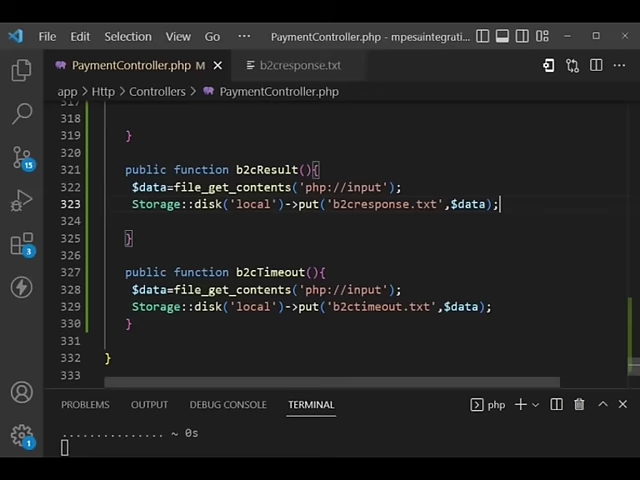 File Edit Selection View Go ··· PaymentController.php - mpesaintegrati...
PaymentController.php M b2cresponse.txt
app > Http > Controllers > PaymentController.php
317
318
319 }
320
321 public function b2cResult(){
322 $data=file_get_contents('php://input');
323 Storage::disk('local')->put('b2cresponse.txt',$data);
324
325 }
326
327 public function b2cTimeout(){
328 $data=file_get_contents('php://input');
329 Storage::disk('local')->put('b2ctimeout.txt',$data);
330 }
331
332 }
333
15
3
1
PROBLEMS OUTPUT DEBUG CONSOLE TERMINAL php
............... ~ 0s